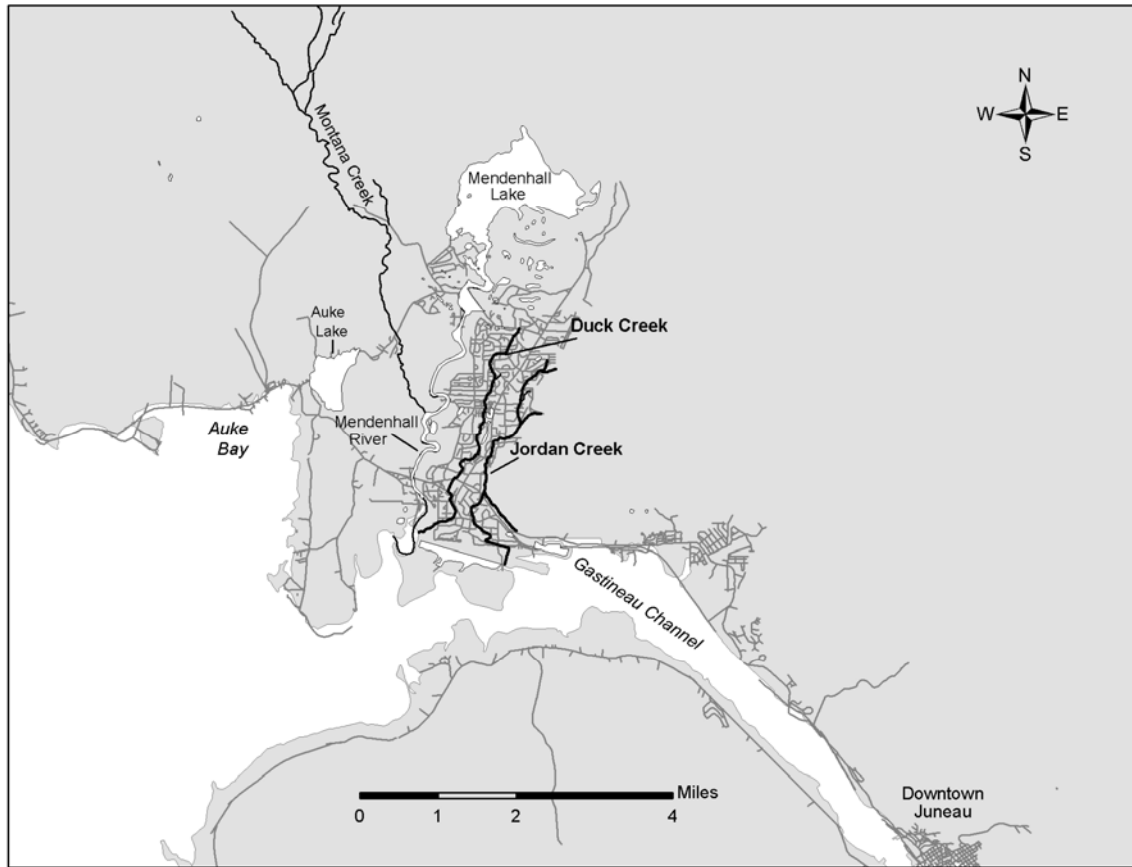 N
W E
S
Montana Creek
Mendenhall
Lake
Auke
Lake
Duck Creek
Mendenhall
River
Auke
Bay
Jordan Creek
Gastineau Channel
Miles
0 1 2 4
Downtown
Juneau